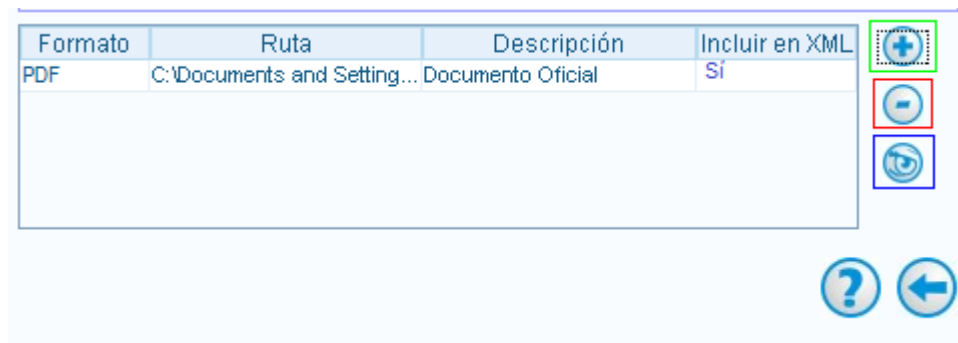 Formato Ruta Descripción Incluir en XML
PDF C:\Documents and Setting... Documento Oficial Sí